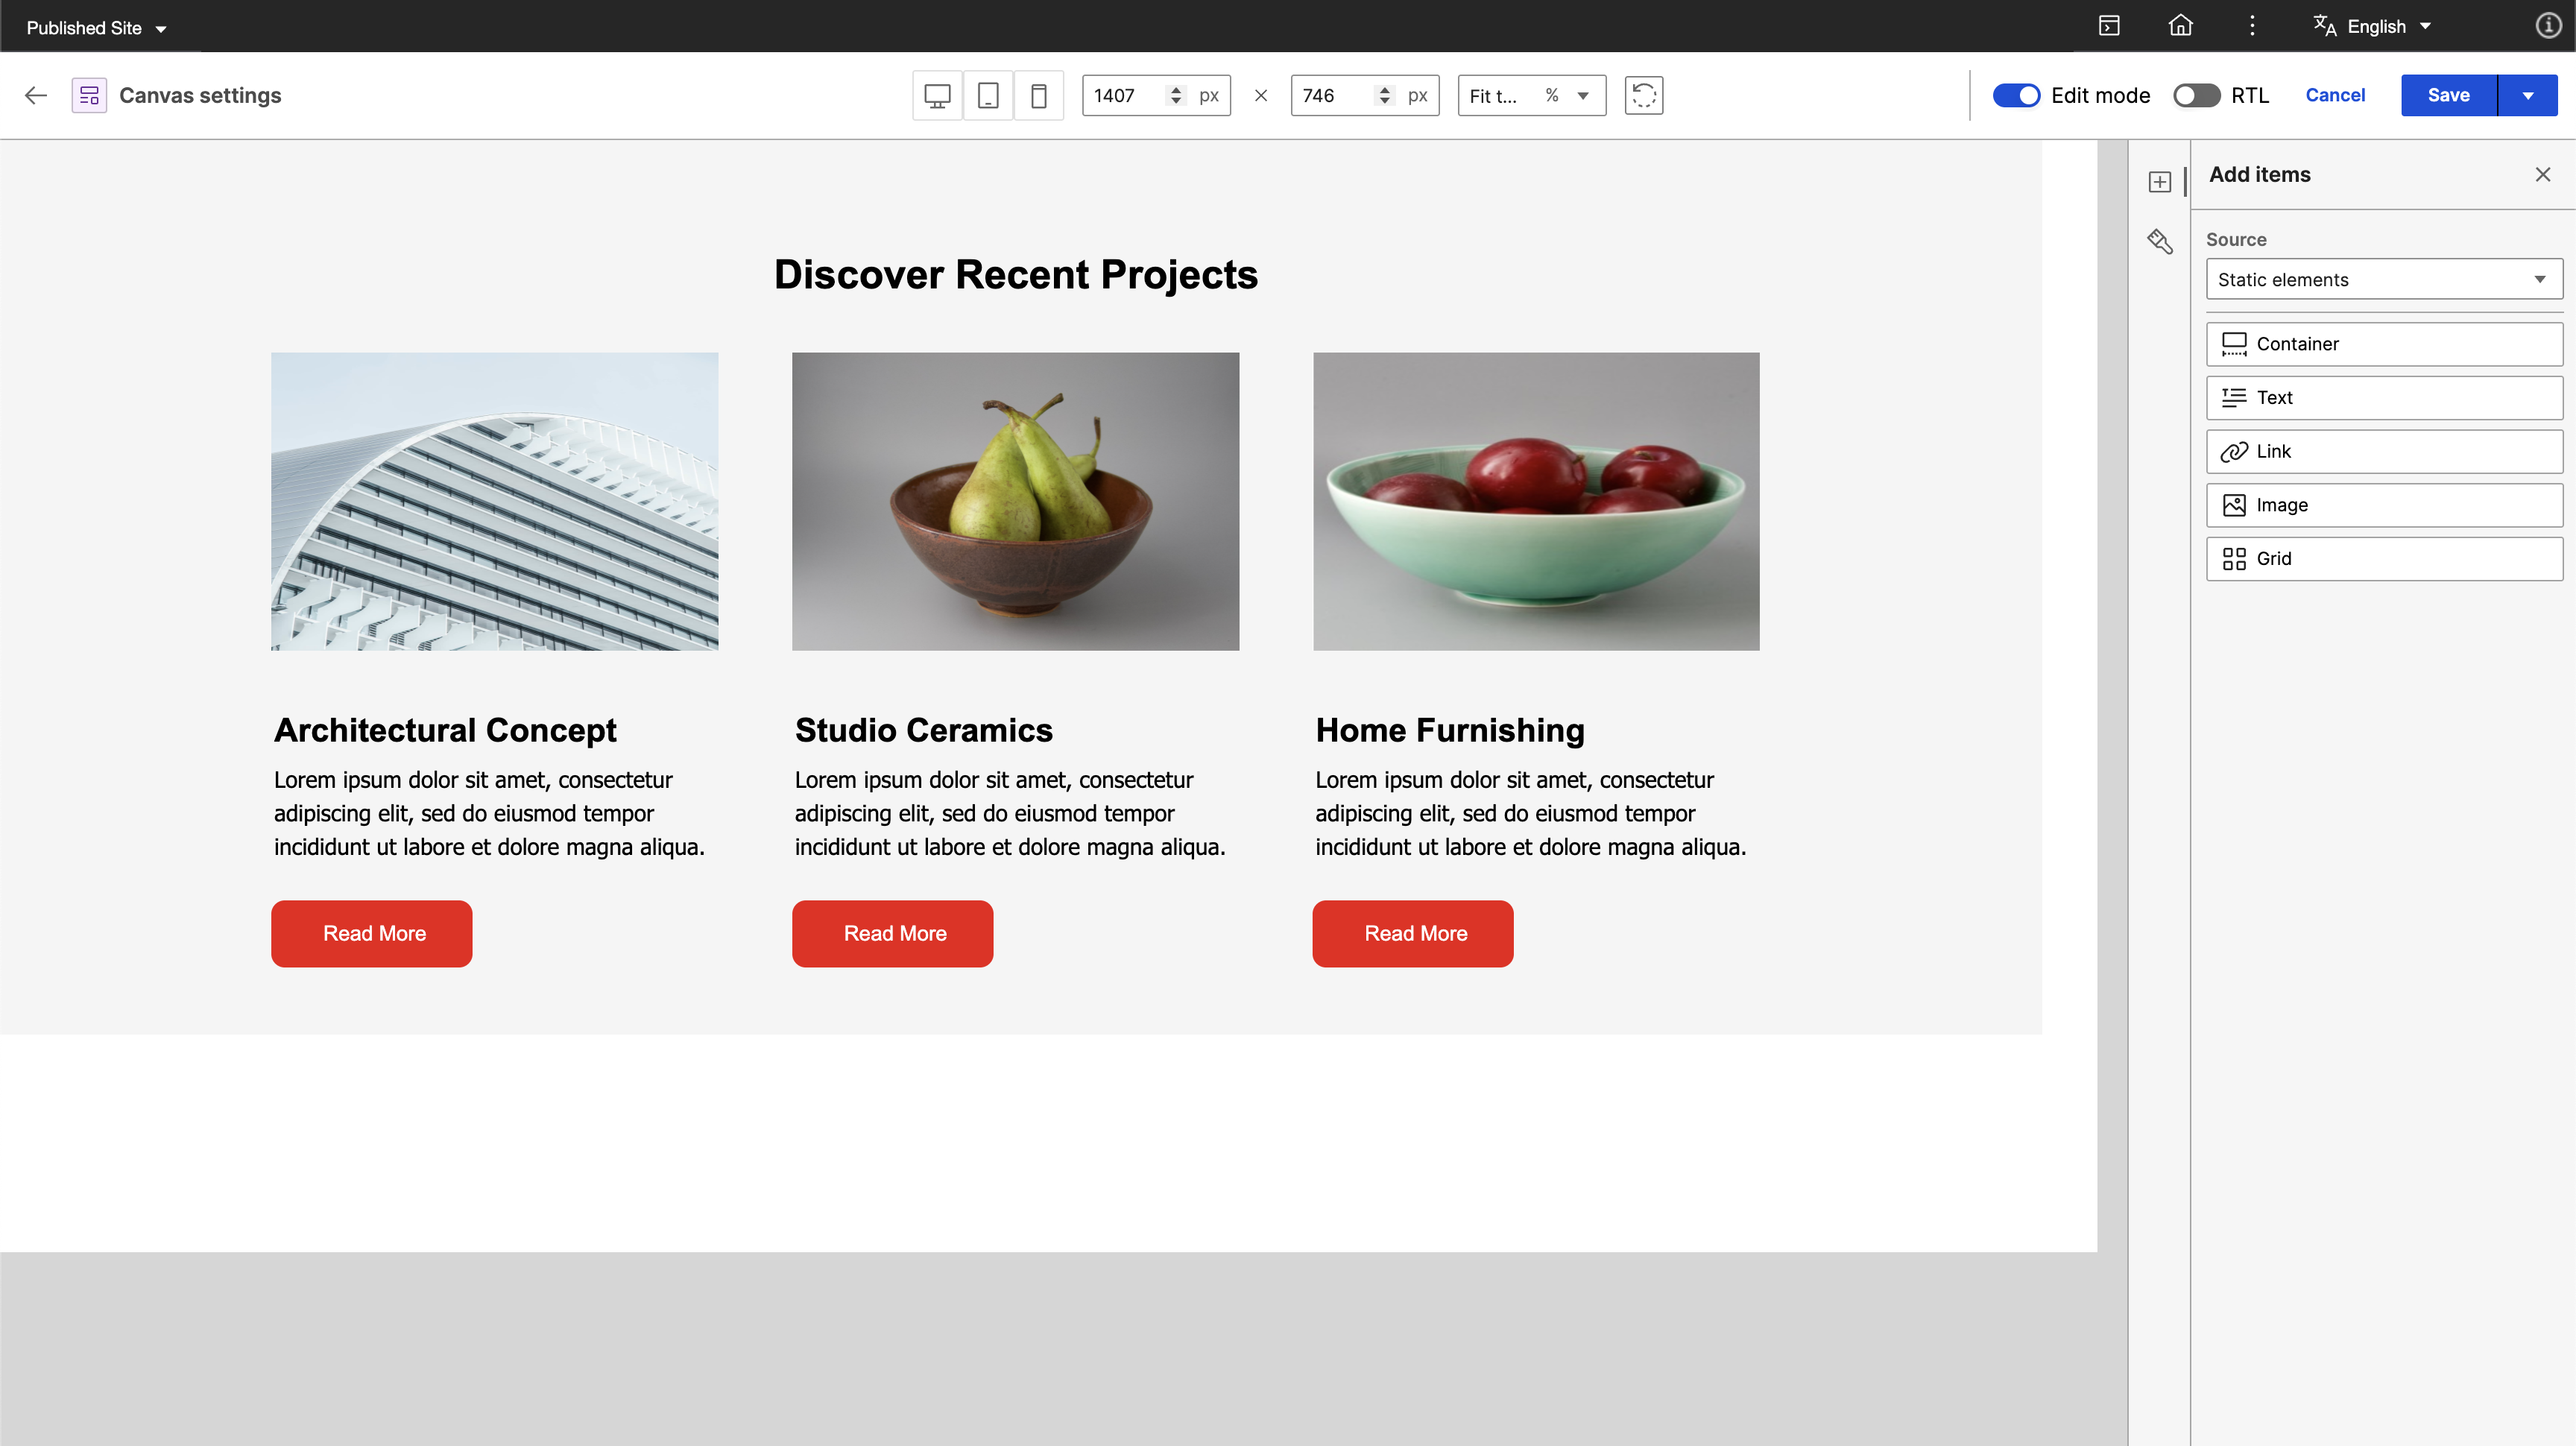 Published Site
English
Canvas settings
1407 px × 746 px Fit t... %
Edit mode RTL Cancel Save
Discover Recent Projects
Architectural Concept
Lorem ipsum dolor sit amet, consectetur
adipiscing elit, sed do eiusmod tempor
incididunt ut labore et dolore magna aliqua.
Read More
Studio Ceramics
Lorem ipsum dolor sit amet, consectetur
adipiscing elit, sed do eiusmod tempor
incididunt ut labore et dolore magna aliqua.
Read More
Home Furnishing
Lorem ipsum dolor sit amet, consectetur
adipiscing elit, sed do eiusmod tempor
incididunt ut labore et dolore magna aliqua.
Read More
Add items
Source
Static elements
Container
Text
Link
Image
Grid